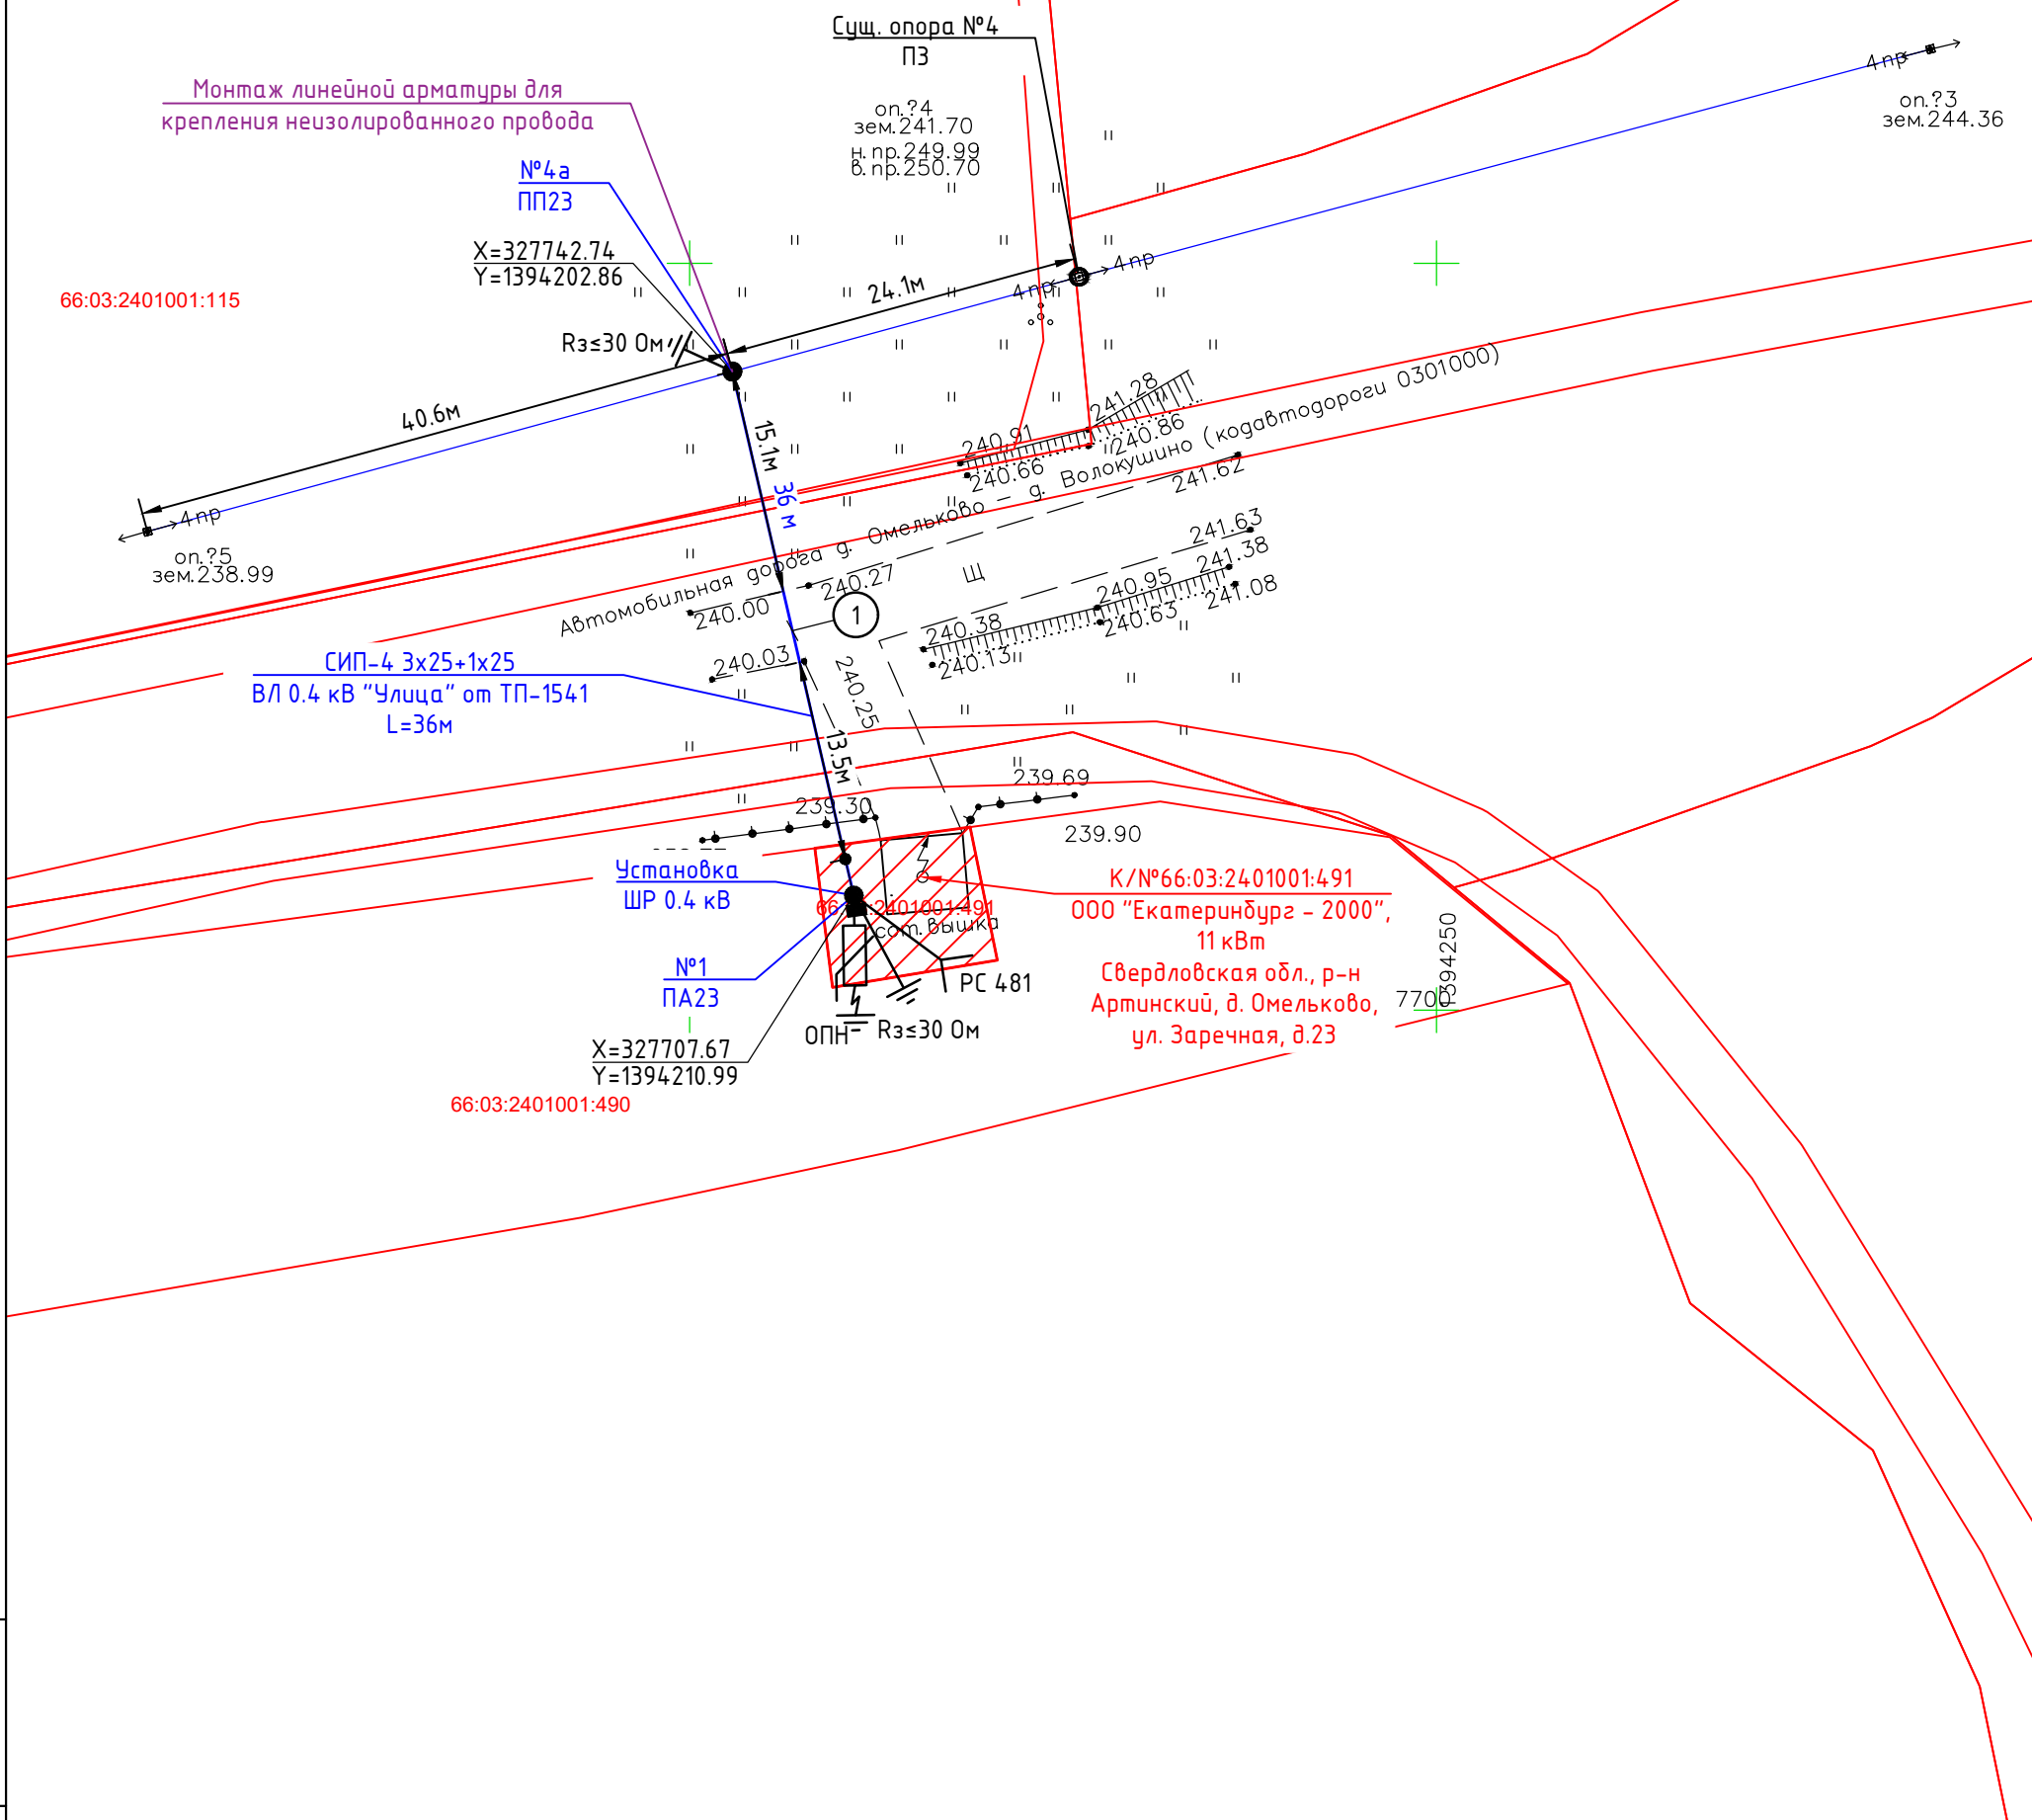 Сущ. опора №4
П3
4пр
оп.?3
зем.244.36
Монтаж линейной арматуры для
крепления неизолированного провода
оп.?4
зем.241.70
н. пр.249.99
в. пр.250.70
№4а
ПП23
X=327742.74
Y=1394202.86
66:03:2401001:115
24.1м
4пр
4пр
Rз≤30 Ом
40.6м
15.1м
36 м
241.28
240.91
240.86
240.66
241.62
Автомобильная дорога д. Омельково – д. Волокушино (кодавтодороги 0301000)
4пр
оп.?5
зем.238.99
241.63
241.38
Щ
240.27
240.00
240.95
241.08
1
240.38
240.63
240.13
240.03
240.25
СИП-4 3х25+1х25
ВЛ 0.4 кВ "Улица" от ТП-1541
L=36м
13.5м
239.69
239.30
239.90
Установка
ШР 0.4 кВ
К/№66:03:2401001:491
ООО "Екатеринбург - 2000",
11 кВт
Свердловская обл., р-н
Артинский, д. Омельково,
ул. Заречная, д.23
66:03:2401001:491
сот.вышка
1394250
7700
№1
ПА23
РС 481
ОПН
Rз≤30 Ом
X=327707.67
Y=1394210.99
66:03:2401001:490